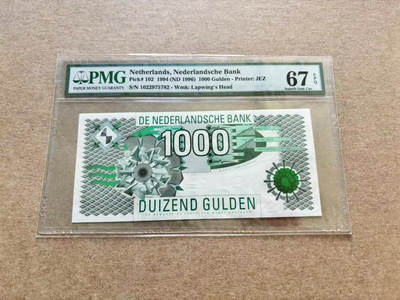 PMG
PAPER MONEY GUARANTY
Netherlands, Nederlandsche Bank
Pick# 102 1994 (ND 1996) 1000 Gulden - Printer: JEZ
S/N 1022975782 - Wmk: Lapwing's Head
67 EPQ
Superb Gem Unc
DE NEDERLANDSCHE BANK
1000
DUIZEND GULDEN